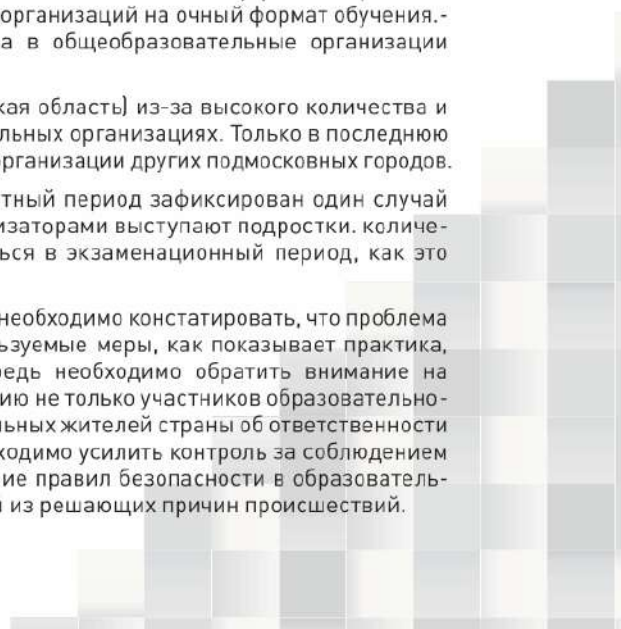 организаций на очный формат обучения.-
а в общеобразовательные организации
кая область) из-за высокого количества и
льных организациях. Только в последнюю
организации других подмосковных городов.
тный период зафиксирован один случай
изаторами выступают подростки. количе-
ься в экзаменационный период, как это
необходимо констатировать, что проблема
ьзуемые меры, как показывает практика,
редь необходимо обратить внимание на
ию не только участников образовательно-
льных жителей страны об ответственности
ходимо усилить контроль за соблюдением
ие правил безопасности в образователь-
й из решающих причин происшествий.